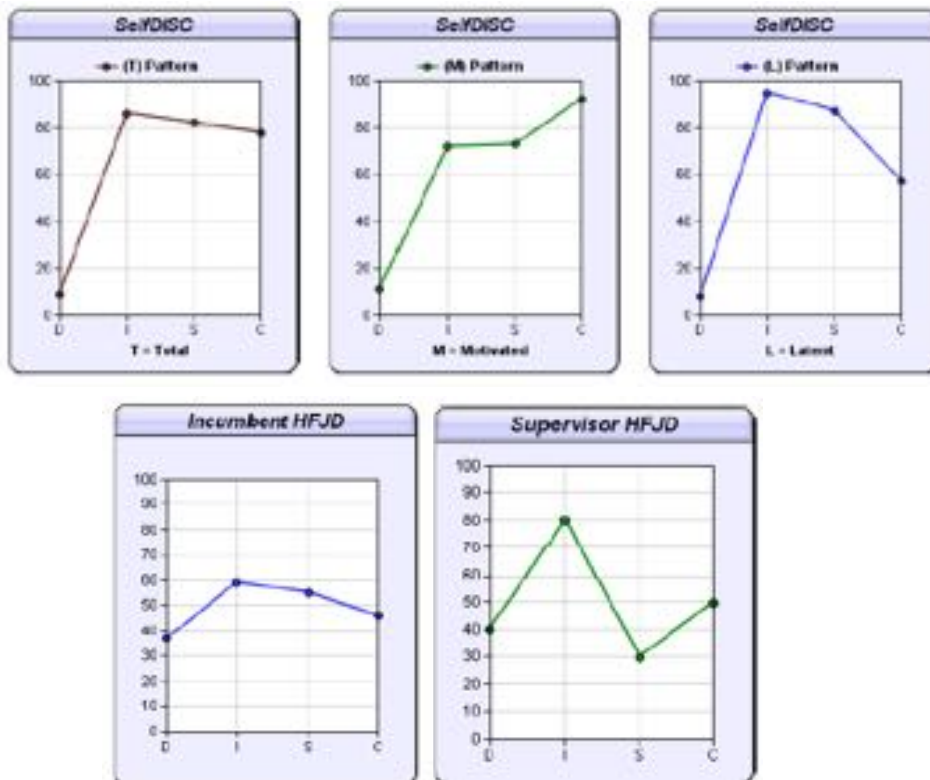 SelfDISC
(T) Pattern
100
80
60
40
20
0
D I S C
T = Total
SelfDISC
(M) Pattern
100
80
60
40
20
0
D I S C
M = Motivated
SelfDISC
(L) Pattern
100
80
60
40
20
0
D I S C
L = Latent
Incumbent HFJD
100
90
80
70
60
50
40
30
20
10
0
D I S C
Supervisor HFJD
100
90
80
70
60
50
40
30
20
10
0
D I S C